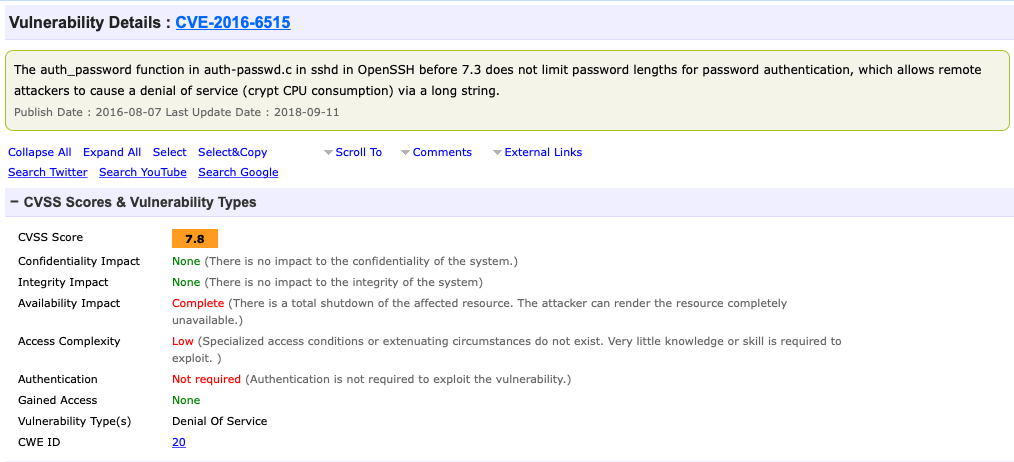 Vulnerability Details : CVE-2016-6515
The auth_password function in auth-passwd.c in sshd in OpenSSH before 7.3 does not limit password lengths for password authentication, which allows remote
attackers to cause a denial of service (crypt CPU consumption) via a long string.
Publish Date : 2016-08-07 Last Update Date : 2018-09-11
Collapse All Expand All Select Select&Copy Scroll To Comments External Links
Search Twitter Search YouTube Search Google
− CVSS Scores & Vulnerability Types
CVSS Score 7.8
Confidentiality Impact None (There is no impact to the confidentiality of the system.)
Integrity Impact None (There is no impact to the integrity of the system)
Availability Impact Complete (There is a total shutdown of the affected resource. The attacker can render the resource completely
unavailable.)
Access Complexity Low (Specialized access conditions or extenuating circumstances do not exist. Very little knowledge or skill is required to
exploit. )
Authentication Not required (Authentication is not required to exploit the vulnerability.)
Gained Access None
Vulnerability Type(s) Denial Of Service
CWE ID 20